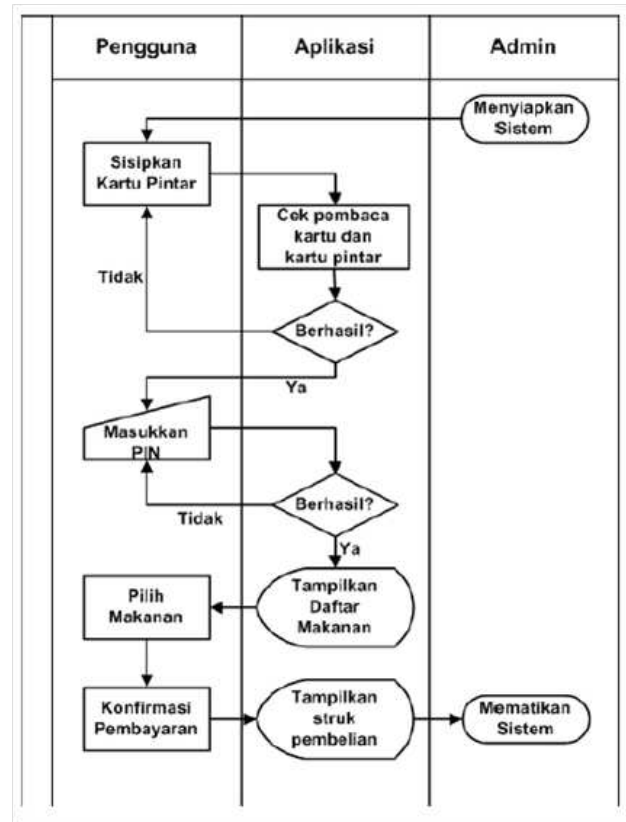 Pengguna
Aplikasi
Admin
Menyiapkan
Sistem
Sisipkan
Kartu Pintar
Cek pembaca
kartu dan
kartu pintar
Tidak
Berhasil?
Ya
Masukkan
PIN
Berhasil?
Tidak
Ya
Tampilkan
Daftar
Makanan
Pilih
Makanan
Konfirmasi
Pembayaran
Tampilkan
struk
pembelian
Mematikan
Sistem